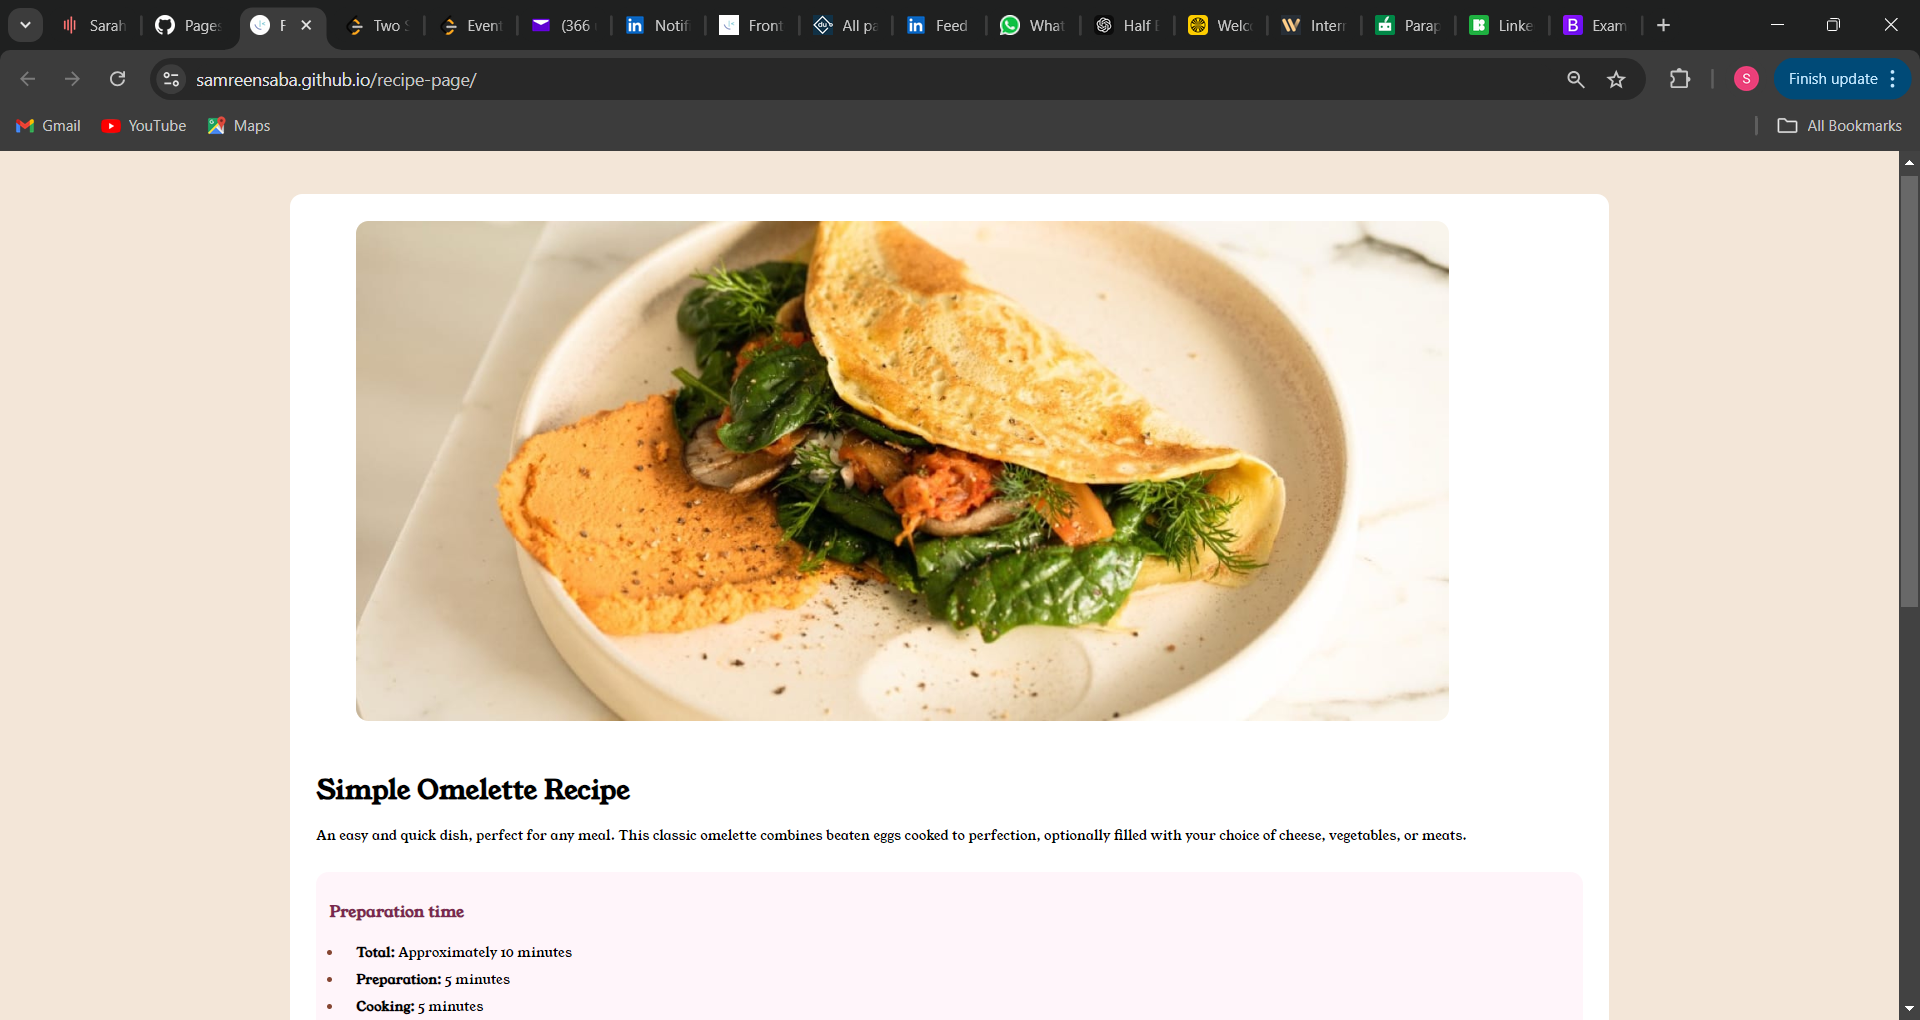 Sarah
Pages
F
Two S
Event
(366
Notifi
Front
All pa
Feed
What
Half E
Welc
Intern
Parap
Linke
Exam
samreensaba.github.io/recipe-page/
S
Finish update
Gmail
YouTube
Maps
All Bookmarks
Simple Omelette Recipe
An easy and quick dish, perfect for any meal. This classic omelette combines beaten eggs cooked to perfection, optionally filled with your choice of cheese, vegetables, or meats.
Preparation time
• Total: Approximately 10 minutes
• Preparation: 5 minutes
• Cooking: 5 minutes